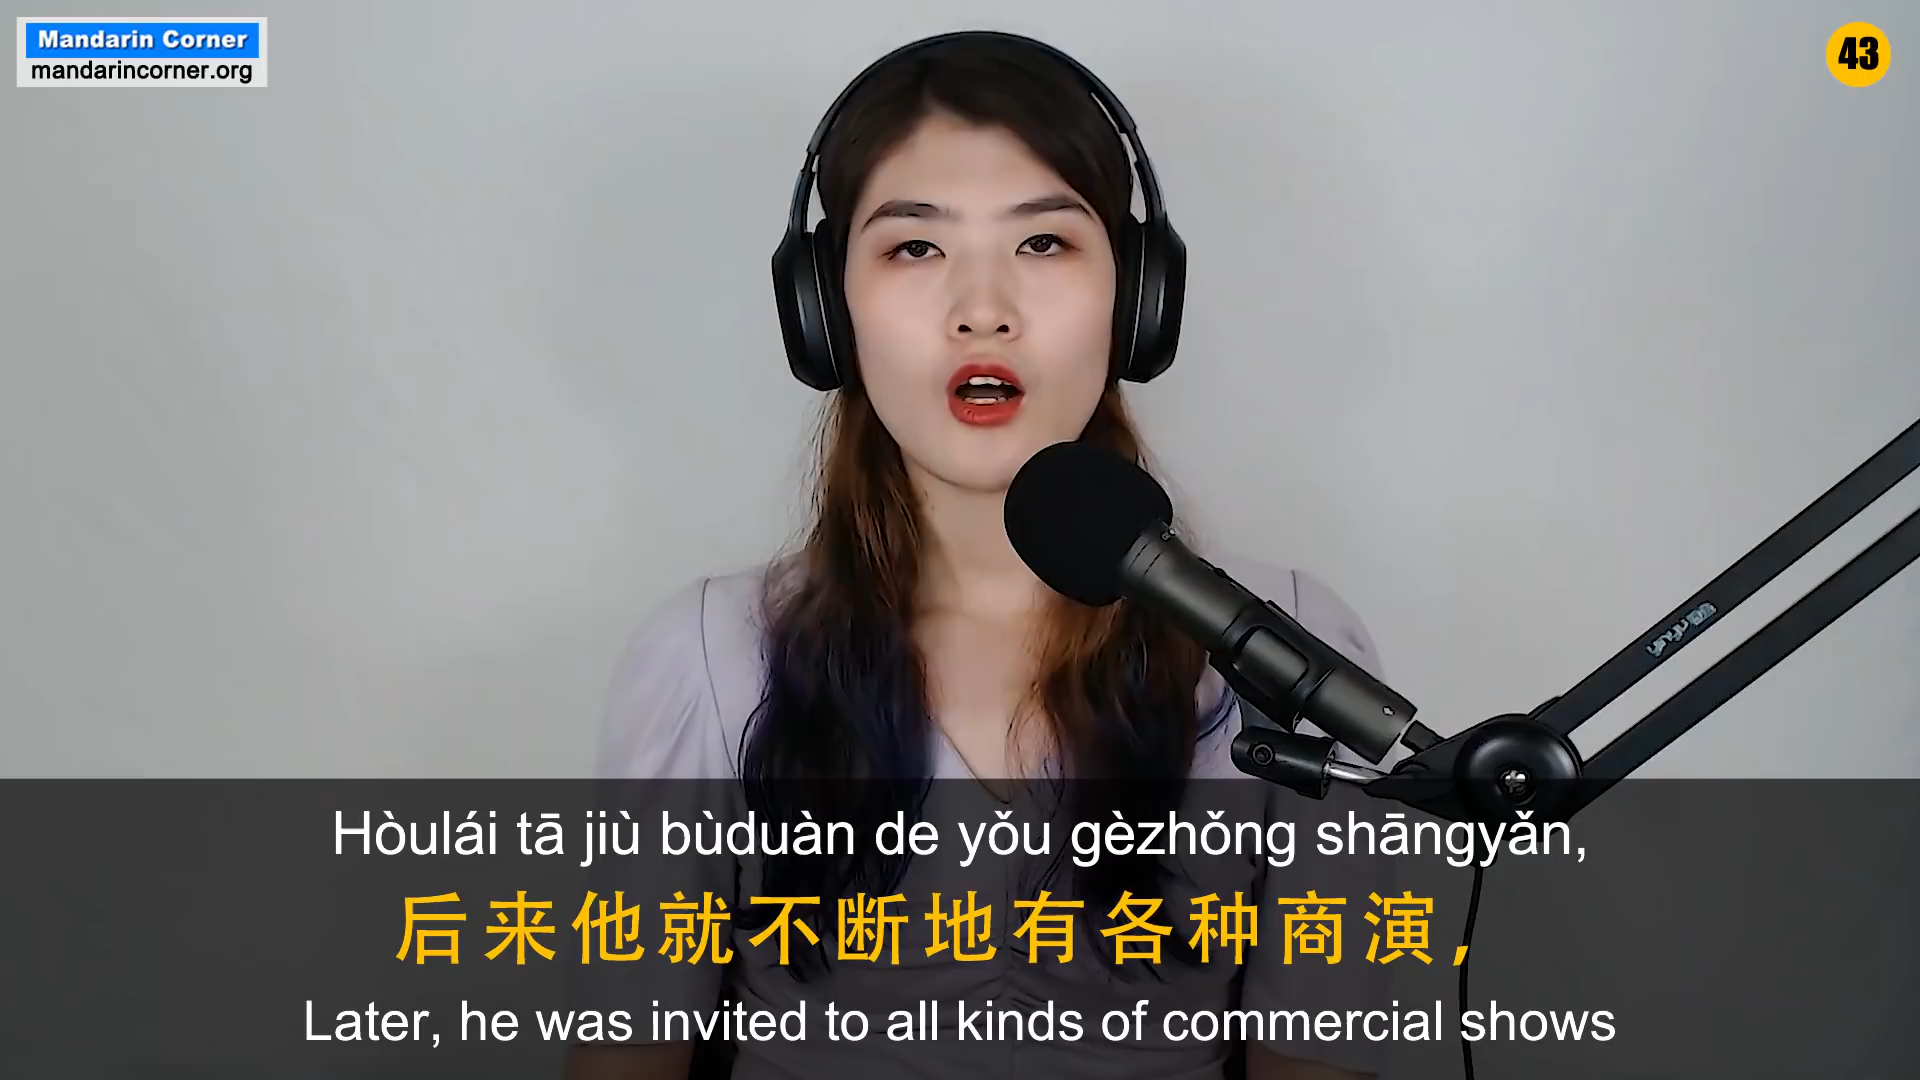 Mandarin Corner
mandarincorner.org
43
Hòulái tā jiù bùduàn de yǒu gèzhǒng shāngyǎn,
后来他就不断地有各种商演,
Later, he was invited to all kinds of commercial shows